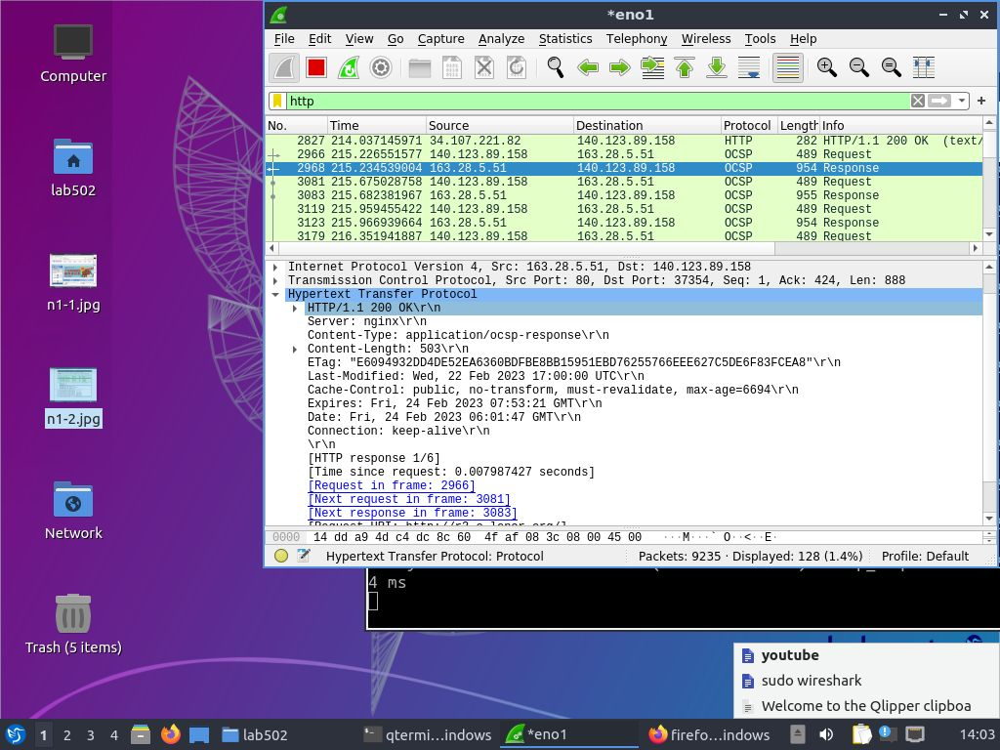 Computer
lab502
n1-1.jpg
n1-2.jpg
Network
Trash (5 items)
*eno1
File Edit View Go Capture Analyze Statistics Telephony Wireless Tools Help
http
No. Time Source Destination Protocol Length Info
2827 214.037145971 34.107.221.82 140.123.89.158 HTTP 282 HTTP/1.1 200 OK (text/
2966 215.226551577 140.123.89.158 163.28.5.51 OCSP 489 Request
2968 215.234539004 163.28.5.51 140.123.89.158 OCSP 954 Response
3081 215.675028758 140.123.89.158 163.28.5.51 OCSP 489 Request
3083 215.682381967 163.28.5.51 140.123.89.158 OCSP 955 Response
3119 215.959455422 140.123.89.158 163.28.5.51 OCSP 489 Request
3123 215.966939664 163.28.5.51 140.123.89.158 OCSP 954 Response
3179 216.351941887 140.123.89.158 163.28.5.51 OCSP 489 Request
Internet Protocol Version 4, Src: 163.28.5.51, Dst: 140.123.89.158
Transmission Control Protocol, Src Port: 80, Dst Port: 37354, Seq: 1, Ack: 424, Len: 888
Hypertext Transfer Protocol
HTTP/1.1 200 OK\r\n
Server: nginx\r\n
Content-Type: application/ocsp-response\r\n
Content-Length: 503\r\n
ETag: "E6094932DD4DE52EA6360BDFBE8BB15951EBD76255766EEE627C5DE6F83FCEA8"\r\n
Last-Modified: Wed, 22 Feb 2023 17:00:00 UTC\r\n
Cache-Control: public, no-transform, must-revalidate, max-age=6694\r\n
Expires: Fri, 24 Feb 2023 07:53:21 GMT\r\n
Date: Fri, 24 Feb 2023 06:01:47 GMT\r\n
Connection: keep-alive\r\n
\r\n
[HTTP response 1/6]
[Time since request: 0.007987427 seconds]
[Request in frame: 2966]
[Next request in frame: 3081]
[Next response in frame: 3083]
0000 14 dd a9 4d c4 dc 8c 60 4f af 08 3c 08 00 45 00 ···M···` O··<··E·
Hypertext Transfer Protocol: Protocol Packets: 9235 · Displayed: 128 (1.4%) Profile: Default
4 ms
youtube
sudo wireshark
Welcome to the Qlipper clipboa
1 2 3 4 lab502 qtermi...indows *eno1 firefo...indows 14:03